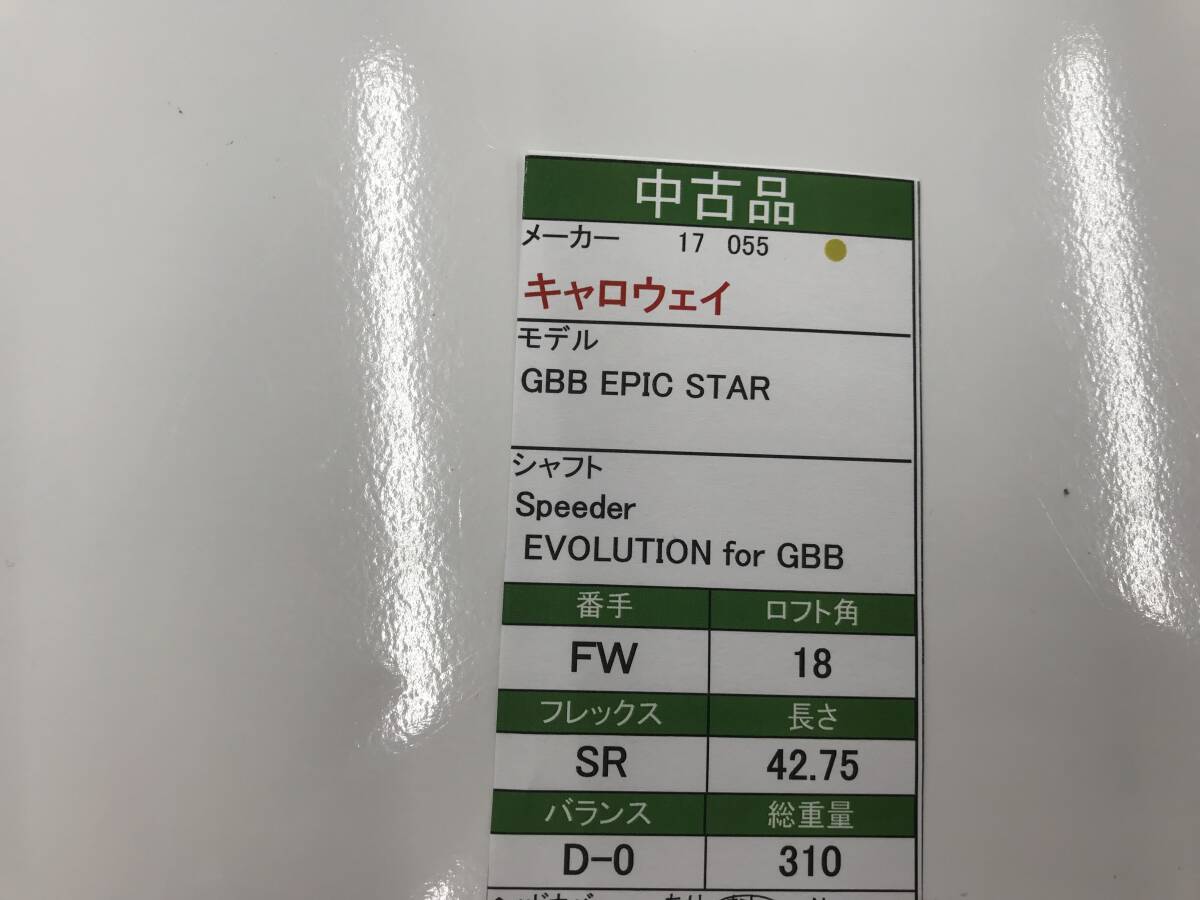 中古品
メーカー 17 055
キャロウェイ
モデル
GBB EPIC STAR
シャフト
Speeder
EVOLUTION for GBB
番手 ロフト角
FW 18
フレックス 長さ
SR 42.75
バランス 総重量
D-0 310